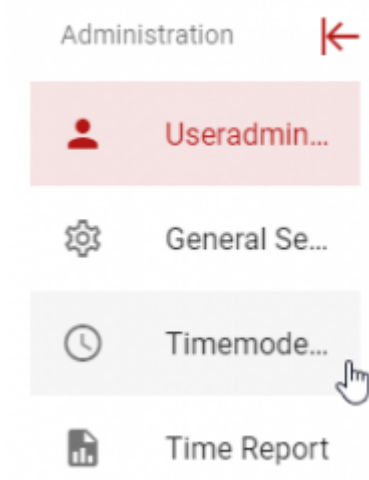 Administration
Useradmin...
General Se...
Timemode...
Time Report